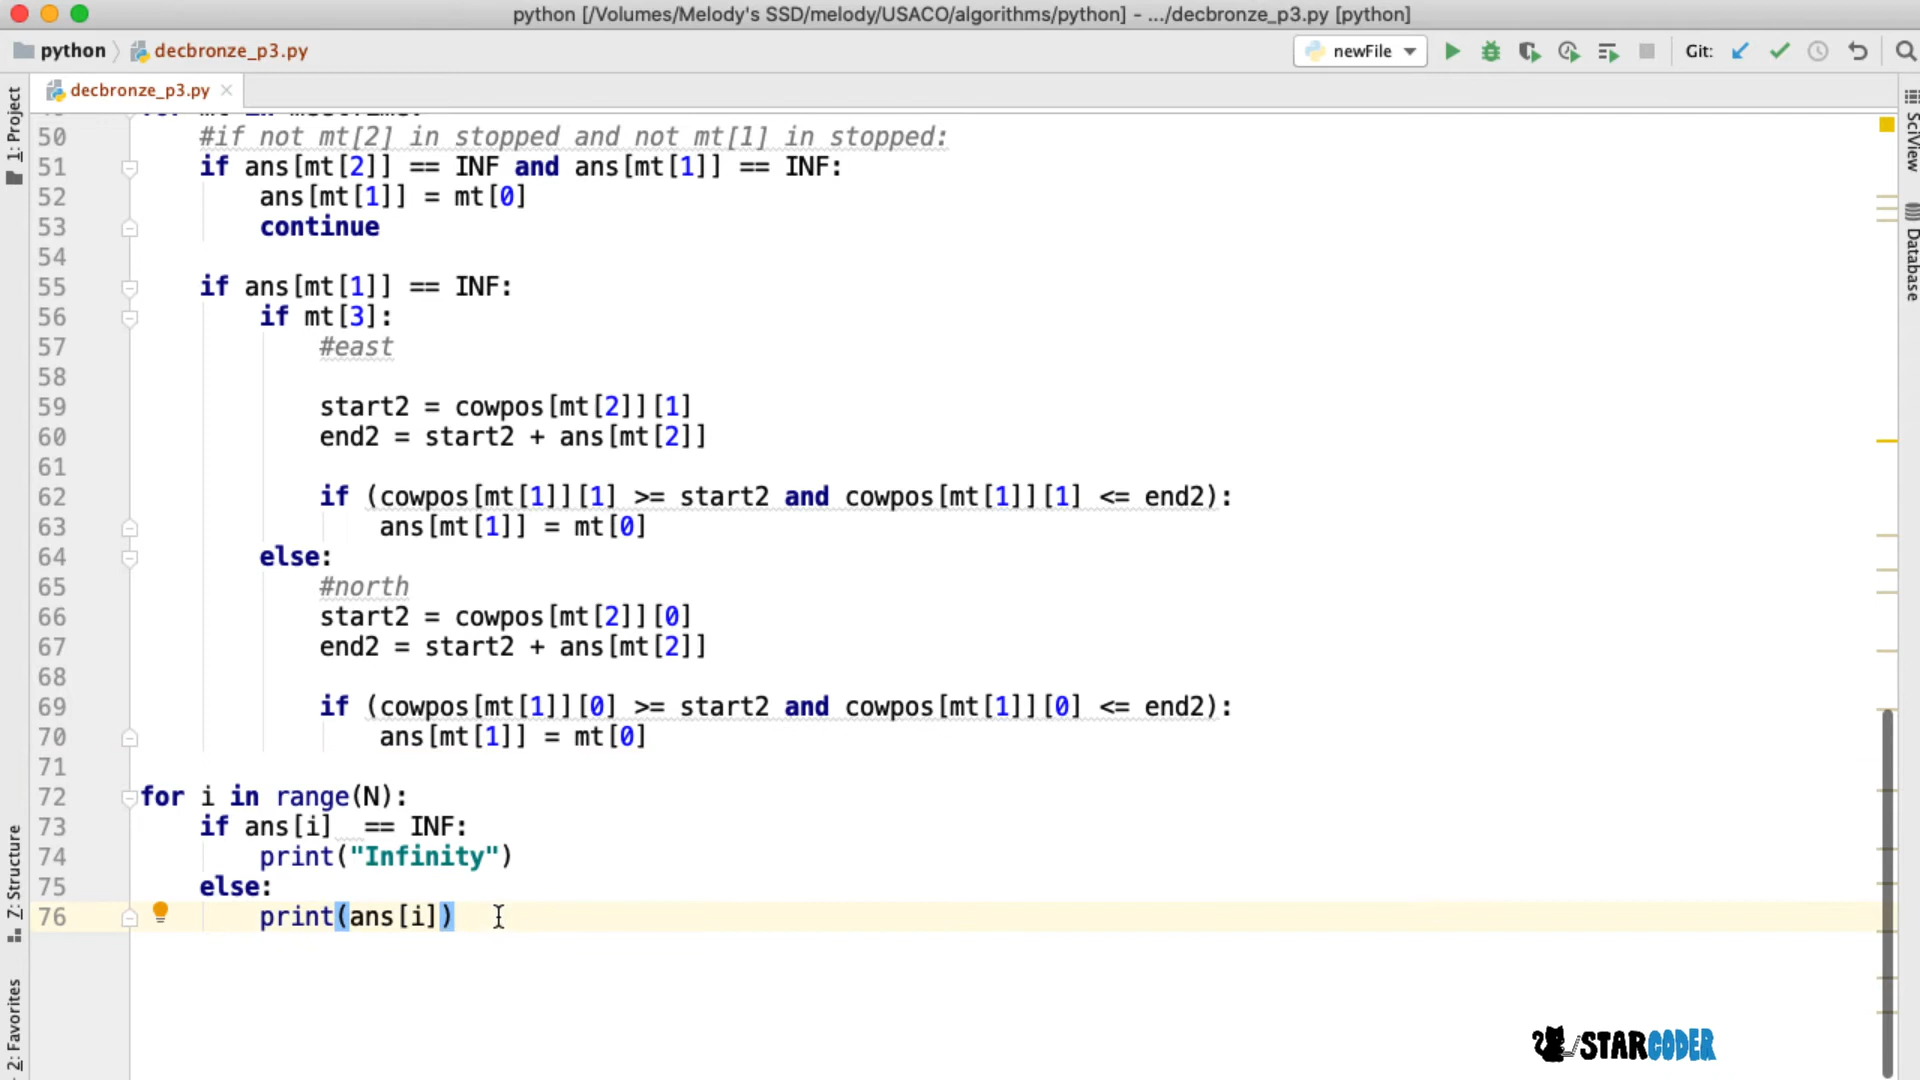 python [/Volumes/Melody's SSD/melody/USACO/algorithms/python] - .../decbronze_p3.py [python]
python
decbronze_p3.py
newFile
Git:
decbronze_p3.py
1: Project
SciView
Database
50 #if not mt[2] in stopped and not mt[1] in stopped:
51 if ans[mt[2]] == INF and ans[mt[1]] == INF:
52 ans[mt[1]] = mt[0]
53 continue
54
55 if ans[mt[1]] == INF:
56 if mt[3]:
57 #east
58
59 start2 = cowpos[mt[2]][1]
60 end2 = start2 + ans[mt[2]]
61
62 if (cowpos[mt[1]][1] >= start2 and cowpos[mt[1]][1] <= end2):
63 ans[mt[1]] = mt[0]
64 else:
65 #north
66 start2 = cowpos[mt[2]][0]
67 end2 = start2 + ans[mt[2]]
68
69 if (cowpos[mt[1]][0] >= start2 and cowpos[mt[1]][0] <= end2):
70 ans[mt[1]] = mt[0]
71
72 for i in range(N):
73 if ans[i]  == INF:
74 print("Infinity")
75 else:
76 print(ans[i])
Z: Structure
2: Favorites
STARCODER